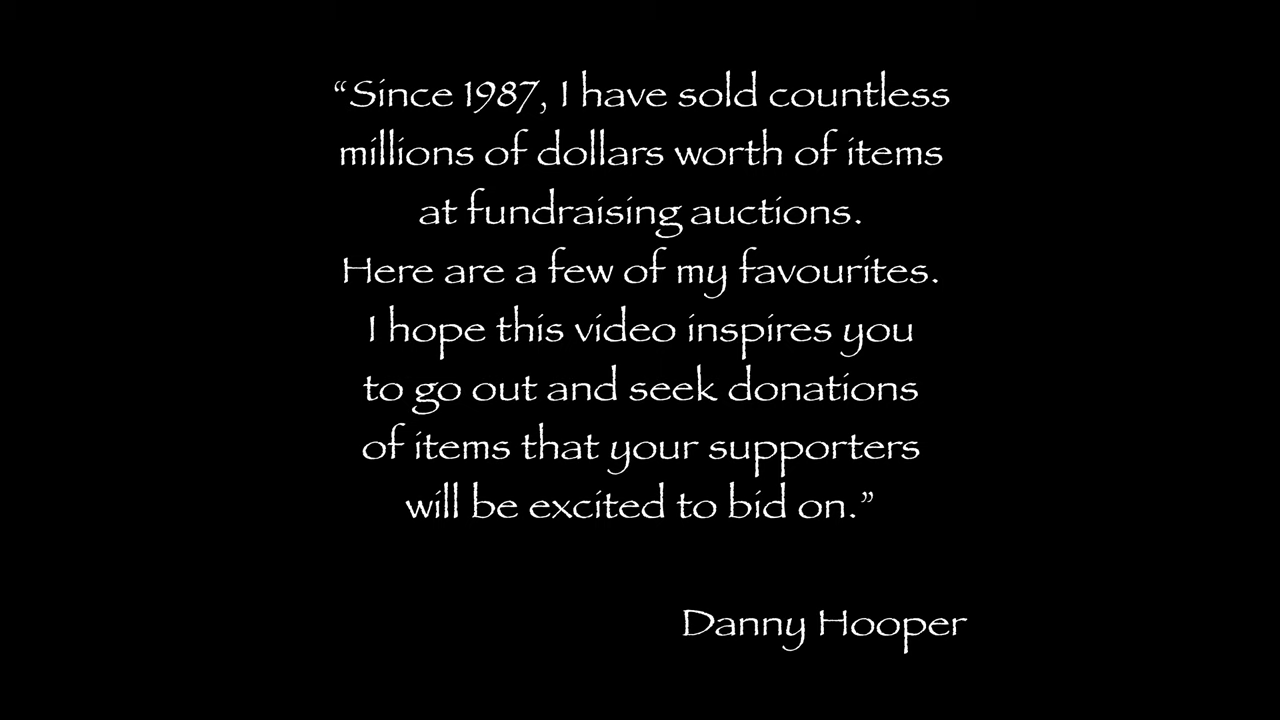 “Since 1987, I have sold countless
millions of dollars worth of items
at fundraising auctions.
Here are a few of my favourites.
I hope this video inspires you
to go out and seek donations
of items that your supporters
will be excited to bid on.”
Danny Hooper